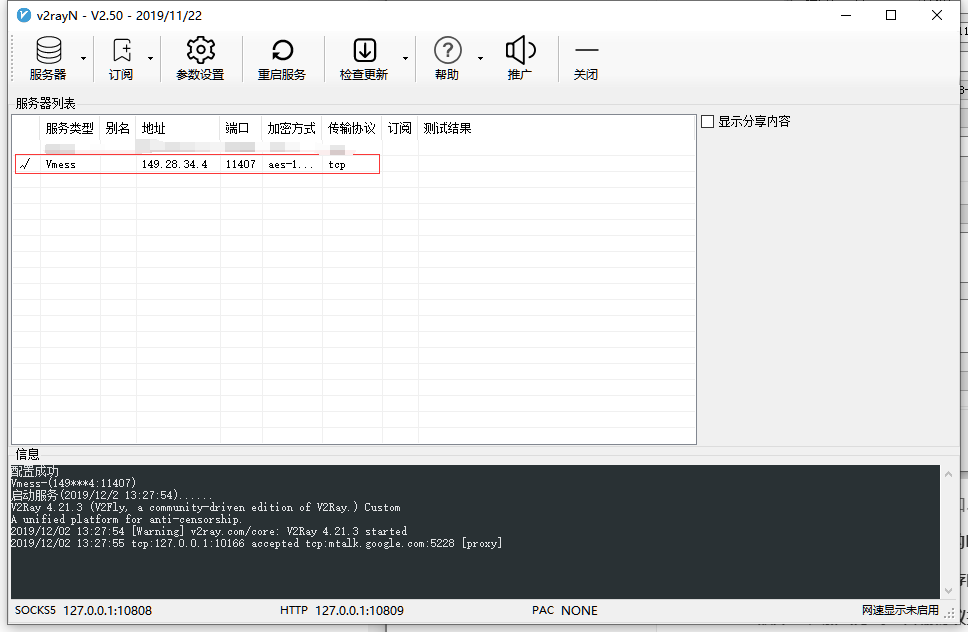 v2rayN - V2.50 - 2019/11/22
服务器 订阅 参数设置 重启服务 检查更新 帮助 推广 关闭
服务器列表
服务类型 别名 地址 端口 加密方式 传输协议 订阅 测试结果
显示分享内容
√ Vmess 149.28.34.4 11407 aes-1... tcp
信息
配置成功
Vmess-(149***4:11407)
启动服务(2019/12/2 13:27:54)......
V2Ray 4.21.3 (V2Fly, a community-driven edition of V2Ray.) Custom
A unified platform for anti-censorship.
2019/12/02 13:27:54 [Warning] v2ray.com/core: V2Ray 4.21.3 started
2019/12/02 13:27:55 tcp:127.0.0.1:10166 accepted tcp:mtalk.google.com:5228 [proxy]
SOCKS5 127.0.0.1:10808 HTTP 127.0.0.1:10809 PAC NONE 网速显示未启用